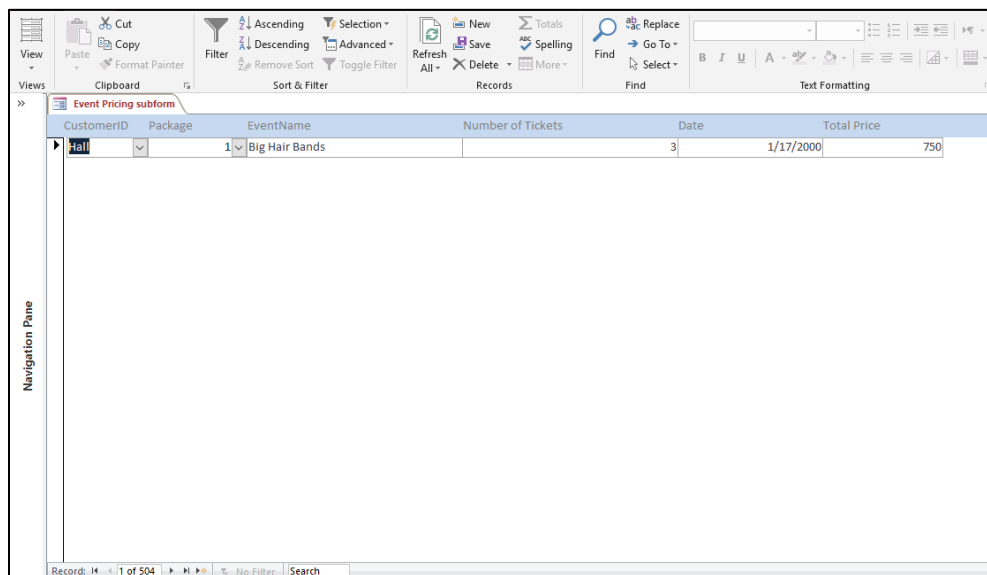 Cut
Ascending
Selection
New
Totals
Replace
View
Paste
Copy
Filter
Descending
Advanced
Refresh All
Save
Spelling
Find
Go To
B I U A
Format Painter
Remove Sort
Toggle Filter
Delete
More
Select
Views
Clipboard
Sort & Filter
Records
Find
Text Formatting
» Event Pricing subform
CustomerID Package EventName Number of Tickets Date Total Price
Hall 1 Big Hair Bands 3 1/17/2000 750
Navigation Pane
Record: 1 of 504 No Filter Search